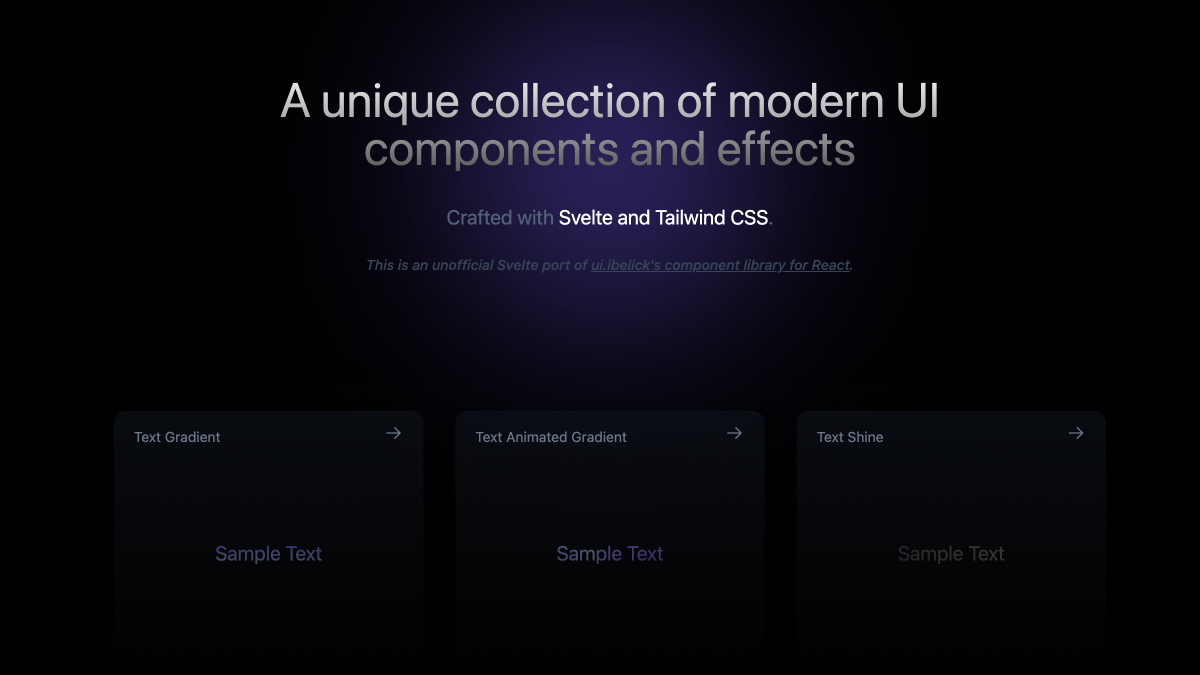 A unique collection of modern UI
components and effects
Crafted with Svelte and Tailwind CSS.
This is an unofficial Svelte port of ui.ibelick's component library for React.
Text Gradient
Text Animated Gradient
Text Shine
Sample Text
Sample Text
Sample Text